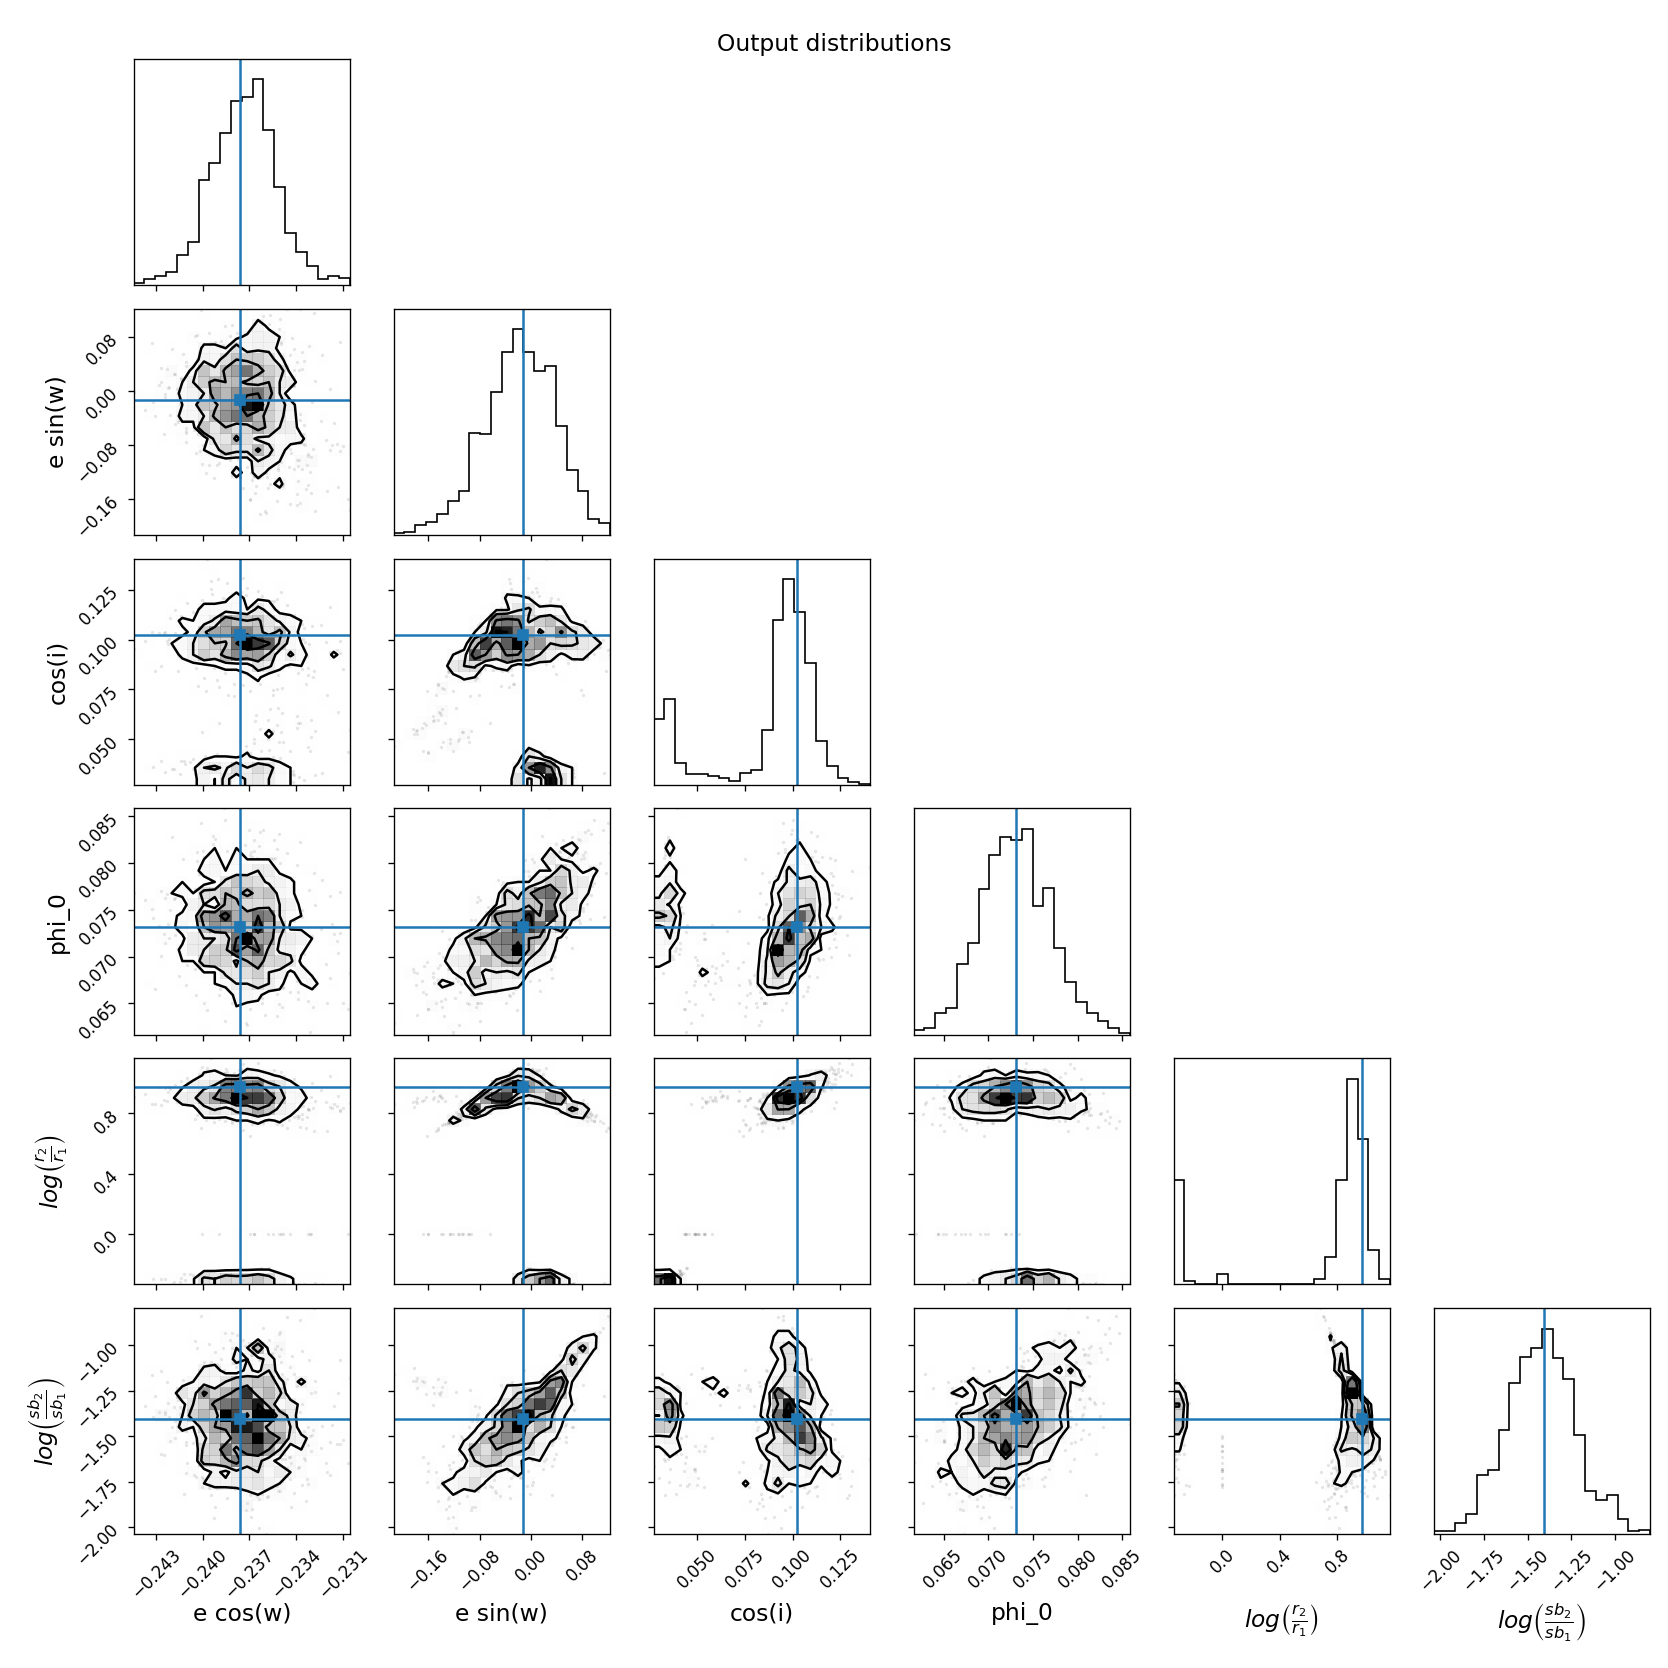 Output distributions
e sin(w)
0.08
0.00
−0.08
−0.16
cos(i)
0.125
0.100
0.075
0.050
phi_0
0.085
0.080
0.075
0.070
0.065
log(r₂/r₁)
0.8
0.4
0.0
log(sb₂/sb₁)
−1.00
−1.25
−1.50
−1.75
−2.00
−0.243 −0.240 −0.237 −0.234 −0.231
e cos(w)
−0.16 −0.08 0.00 0.08
e sin(w)
0.050 0.075 0.100 0.125
cos(i)
0.065 0.070 0.075 0.080 0.085
phi_0
0.0 0.4 0.8
log(r₂/r₁)
−2.00 −1.75 −1.50 −1.25 −1.00
log(sb₂/sb₁)